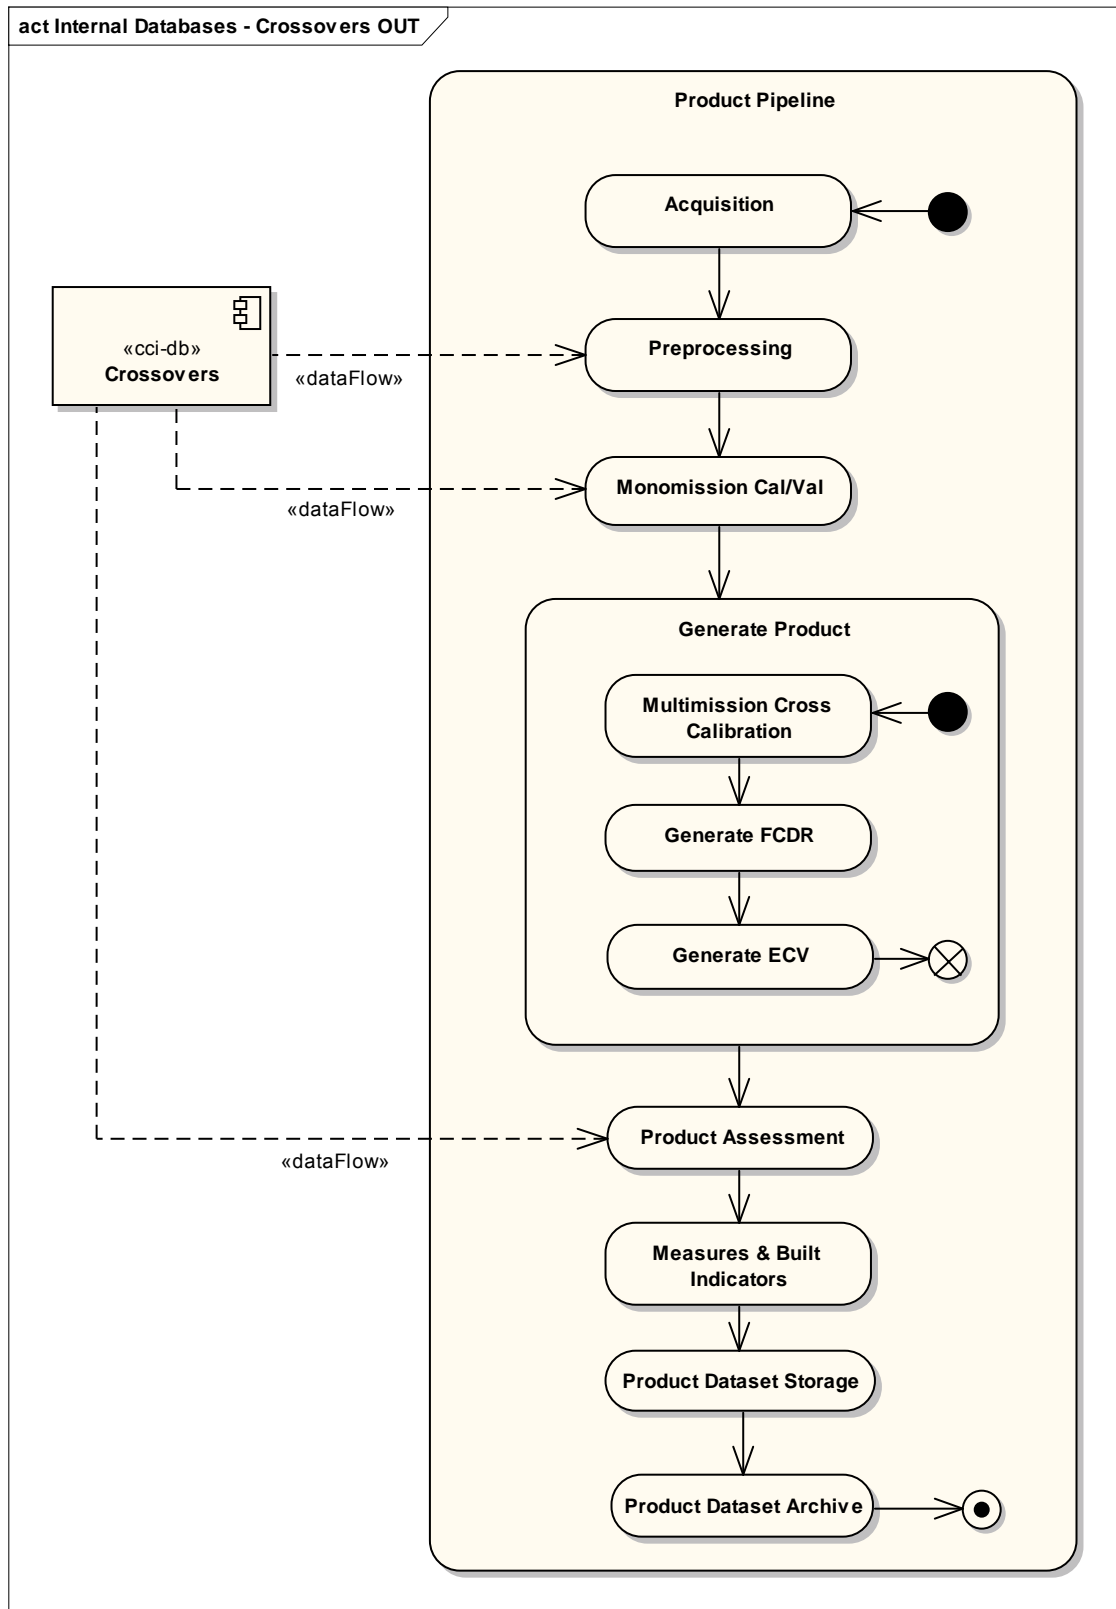 act Internal Databases - Crossovers OUT
Product Pipeline
Acquisition
«cci-db»
Crossovers
Preprocessing
«dataFlow»
Monomission Cal/Val
«dataFlow»
Generate Product
Multimission Cross
Calibration
Generate FCDR
Generate ECV
Product Assessment
«dataFlow»
Measures & Built
Indicators
Product Dataset Storage
Product Dataset Archive